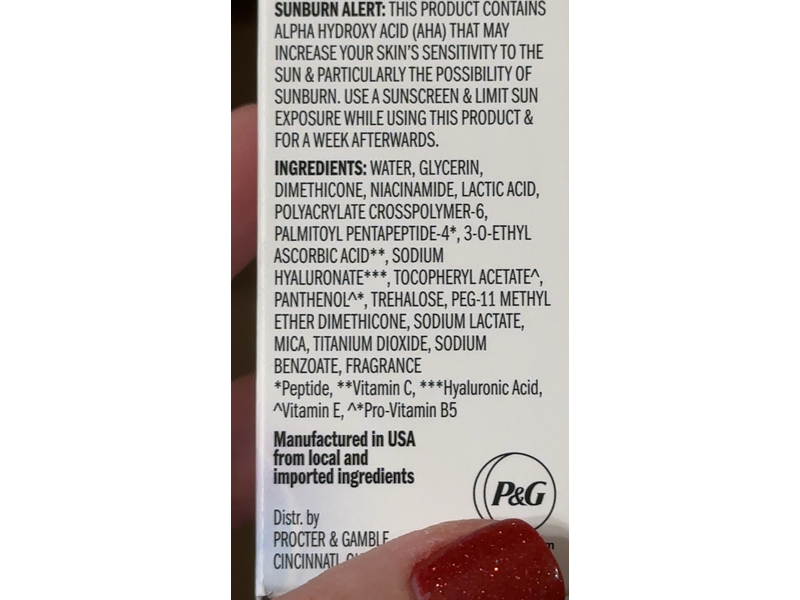 SUNBURN ALERT: THIS PRODUCT CONTAINS
ALPHA HYDROXY ACID (AHA) THAT MAY
INCREASE YOUR SKIN'S SENSITIVITY TO THE
SUN & PARTICULARLY THE POSSIBILITY OF
SUNBURN. USE A SUNSCREEN & LIMIT SUN
EXPOSURE WHILE USING THIS PRODUCT &
FOR A WEEK AFTERWARDS.
INGREDIENTS: WATER, GLYCERIN,
DIMETHICONE, NIACINAMIDE, LACTIC ACID,
POLYACRYLATE CROSSPOLYMER-6,
PALMITOYL PENTAPEPTIDE-4*, 3-O-ETHYL
ASCORBIC ACID**, SODIUM
HYALURONATE***, TOCOPHERYL ACETATE^,
PANTHENOL^*, TREHALOSE, PEG-11 METHYL
ETHER DIMETHICONE, SODIUM LACTATE,
MICA, TITANIUM DIOXIDE, SODIUM
BENZOATE, FRAGRANCE
*Peptide, **Vitamin C, ***Hyaluronic Acid,
^Vitamin E, ^*Pro-Vitamin B5
Manufactured in USA
from local and
imported ingredients
P&G
Distr. by
PROCTER & GAMBLE
CINCINNATI,